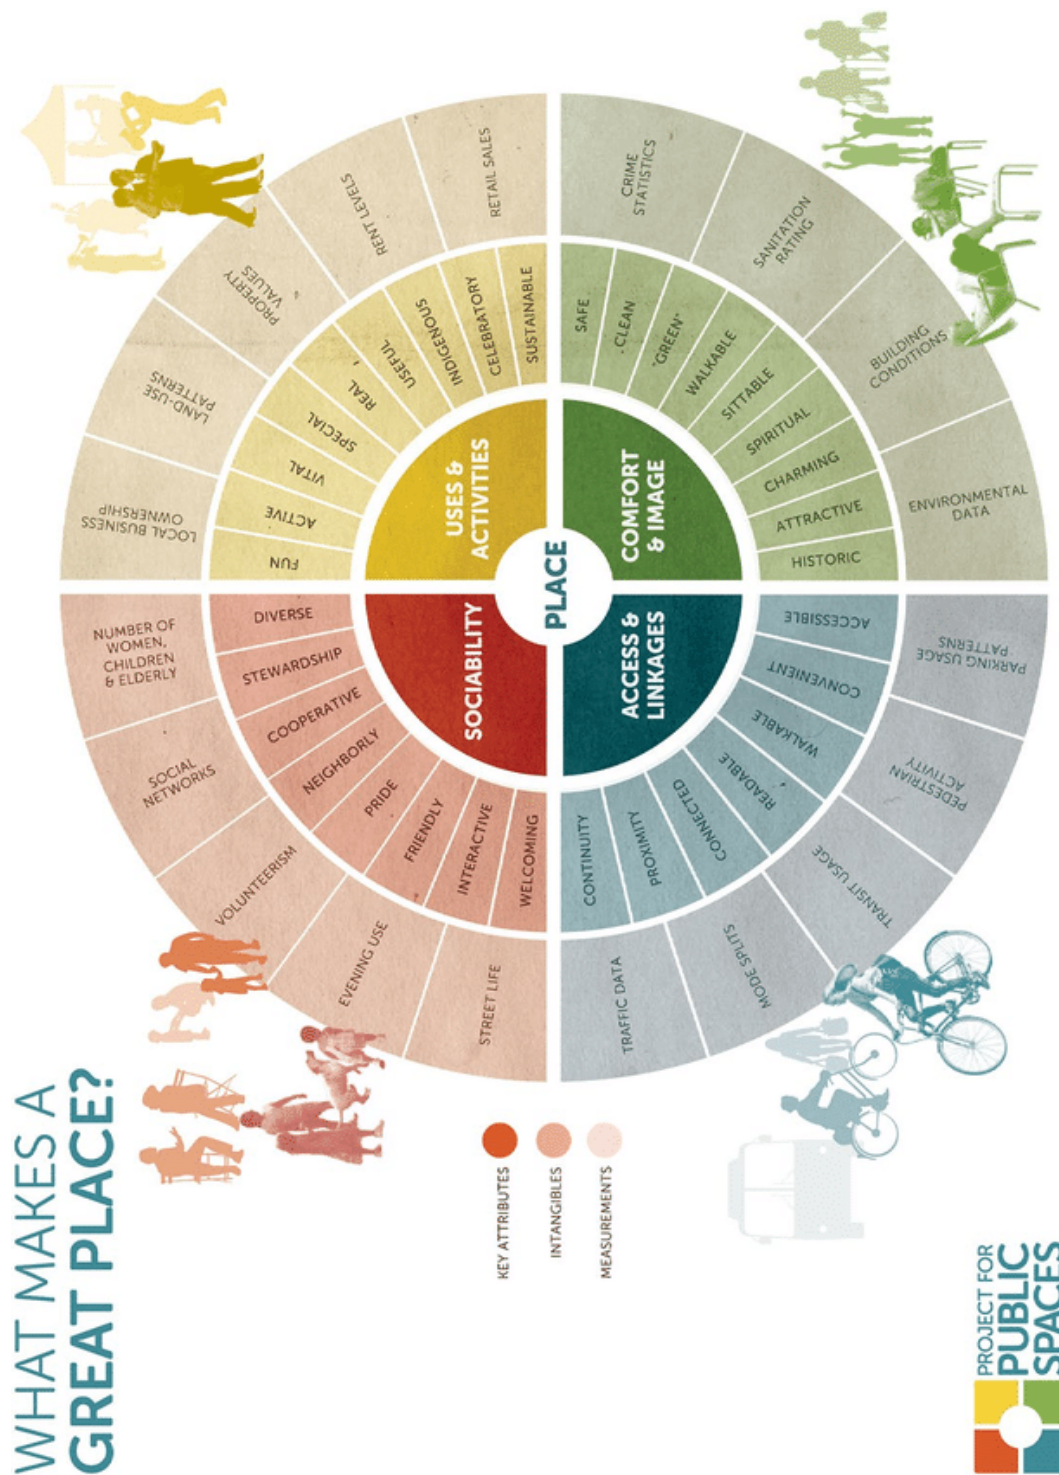 WHAT MAKES A
GREAT PLACE?
PLACE
SOCIABILITY
USES &
ACTIVITIES
ACCESS &
LINKAGES
COMFORT
& IMAGE
DIVERSE
STEWARDSHIP
COOPERATIVE
NEIGHBORLY
PRIDE
FRIENDLY
INTERACTIVE
WELCOMING
NUMBER OF
WOMEN,
CHILDREN
& ELDERLY
SOCIAL
NETWORKS
VOLUNTEERISM
EVENING USE
STREET LIFE
FUN
ACTIVE
VITAL
SPECIAL
REAL
USEFUL
INDIGENOUS
CELEBRATORY
SUSTAINABLE
LOCAL BUSINESS
OWNERSHIP
LAND-USE
PATTERNS
PROPERTY
VALUES
RENT LEVELS
RETAIL SALES
SAFE
CLEAN
"GREEN"
WALKABLE
SITTABLE
SPIRITUAL
CHARMING
ATTRACTIVE
HISTORIC
CRIME
STATISTICS
SANITATION
RATING
BUILDING
CONDITIONS
ENVIRONMENTAL
DATA
CONTINUITY
PROXIMITY
CONNECTED
READABLE
WALKABLE
CONVENIENT
ACCESSIBLE
TRAFFIC DATA
MODE SPLITS
TRANSIT USAGE
PEDESTRIAN
ACTIVITY
PARKING USAGE
PATTERNS
KEY ATTRIBUTES
INTANGIBLES
MEASUREMENTS
PROJECT FOR
PUBLIC
SPACES